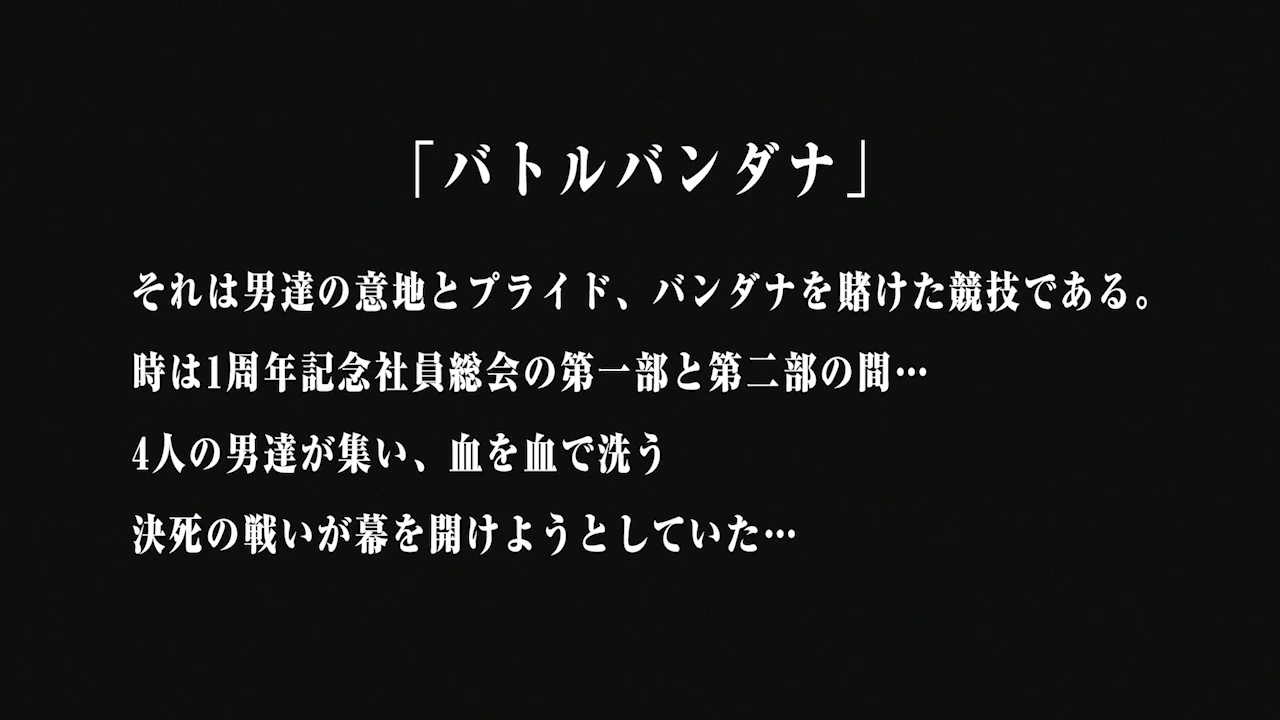 「バトルバンダナ」
それは男達の意地とプライド、バンダナを賭けた競技である。
時は1周年記念社員総会の第一部と第二部の間…
4人の男達が集い、血を血で洗う
決死の戦いが幕を開けようとしていた…